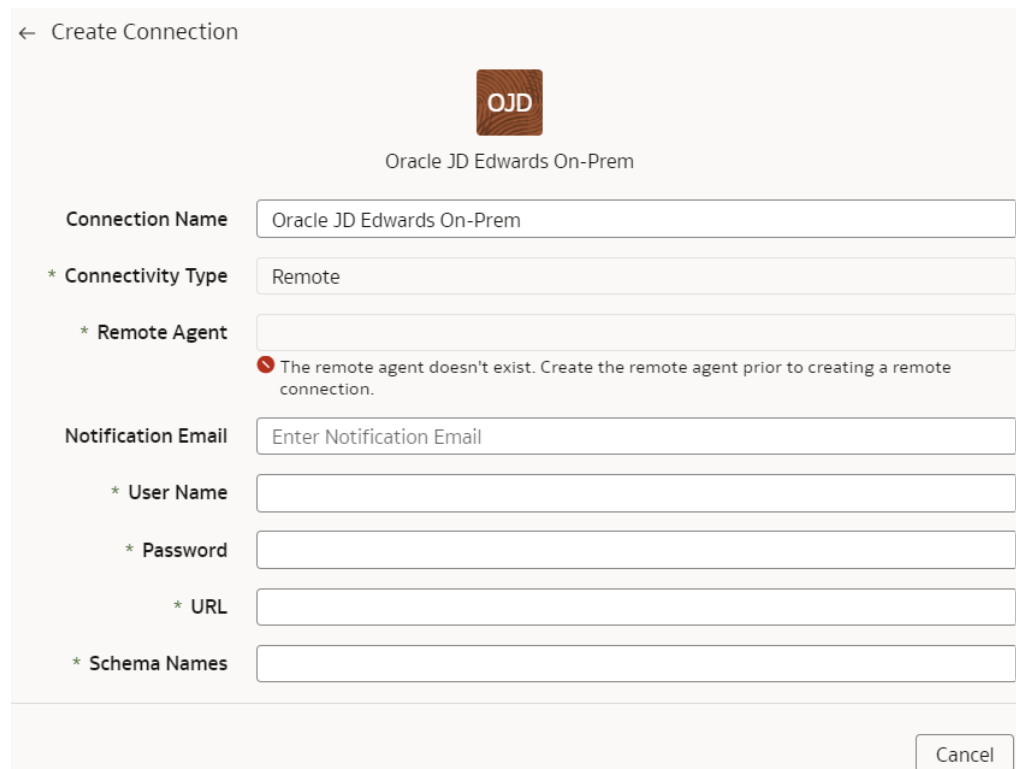 ← Create Connection
OJD
Oracle JD Edwards On-Prem
Connection Name Oracle JD Edwards On-Prem
* Connectivity Type Remote
* Remote Agent
The remote agent doesn't exist. Create the remote agent prior to creating a remote
connection.
Notification Email Enter Notification Email
* User Name
* Password
* URL
* Schema Names
Cancel